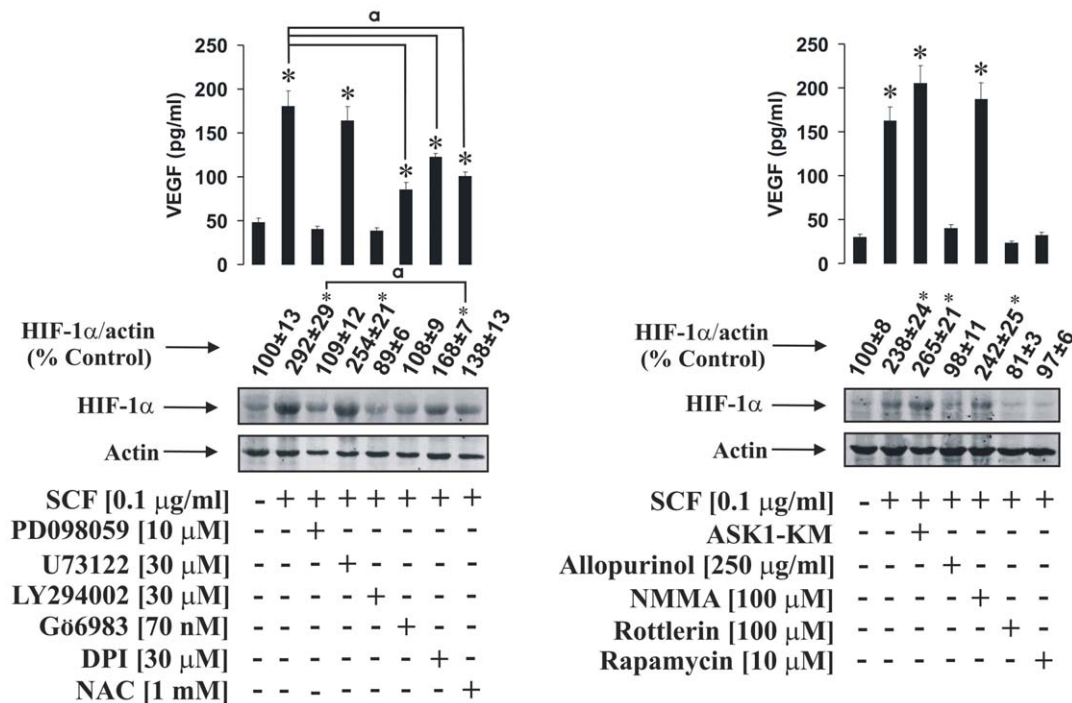 a
250
200
150
100
50
0
VEGF (pg/ml)
* * * * *
a
HIF-1α/actin
(% Control)
100±13 292±29* 109±12 254±21* 89±6 108±9 168±7* 138±13
HIF-1α
Actin
SCF [0.1 μg/ml] - + + + + + + +
PD098059 [10 μM] - - + - - - - -
U73122 [30 μM] - - - + - - - -
LY294002 [30 μM] - - - - + - - -
Gö6983 [70 nM] - - - - - + - -
DPI [30 μM] - - - - - - + -
NAC [1 mM] - - - - - - - +
250
200
150
100
50
0
VEGF (pg/ml)
* * *
HIF-1α/actin
(% Control)
100±8 238±24* 265±21* 98±11 242±25* 81±3 97±6
HIF-1α
Actin
SCF [0.1 μg/ml] - + + + + + +
ASK1-KM - - + - - - -
Allopurinol [250 μg/ml] - - - + - - -
NMMA [100 μM] - - - - + - -
Rottlerin [100 μM] - - - - - + -
Rapamycin [10 μM] - - - - - - +